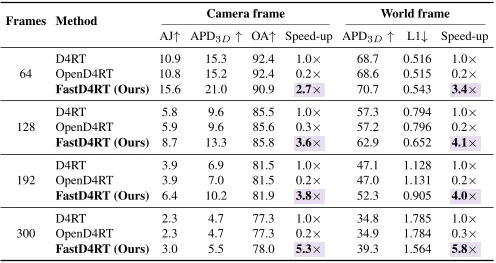 Frames Method Camera frame World frame
AJ↑ APD3D ↑ OA↑ Speed-up APD3D ↑ L1↓ Speed-up
64
D4RT 10.9 15.3 92.4 1.0× 68.7 0.516 1.0×
OpenD4RT 10.8 15.2 92.4 0.2× 68.6 0.515 0.2×
FastD4RT (Ours) 15.6 21.0 90.9 2.7× 70.7 0.543 3.4×
128
D4RT 5.8 9.6 85.5 1.0× 57.3 0.794 1.0×
OpenD4RT 5.9 9.6 85.6 0.3× 57.2 0.796 0.2×
FastD4RT (Ours) 8.7 13.3 85.8 3.6× 62.9 0.652 4.1×
192
D4RT 3.9 6.9 81.5 1.0× 47.1 1.128 1.0×
OpenD4RT 3.9 7.0 81.5 0.2× 47.0 1.131 0.2×
FastD4RT (Ours) 6.4 10.2 81.9 3.8× 52.3 0.905 4.0×
300
D4RT 2.3 4.7 77.3 1.0× 34.8 1.785 1.0×
OpenD4RT 2.3 4.7 77.3 0.2× 34.9 1.784 0.3×
FastD4RT (Ours) 3.0 5.5 78.0 5.3× 39.3 1.564 5.8×